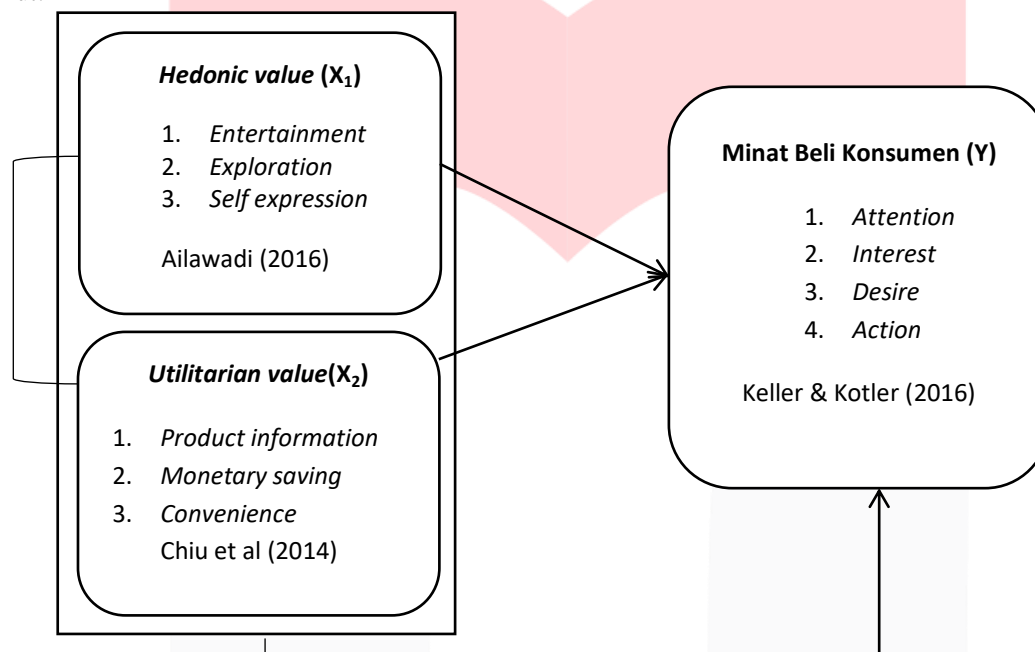 Hedonic value (X₁)
1. Entertainment
2. Exploration
3. Self expression
Ailawadi (2016)
Utilitarian value(X₂)
1. Product information
2. Monetary saving
3. Convenience
Chiu et al (2014)
Minat Beli Konsumen (Y)
1. Attention
2. Interest
3. Desire
4. Action
Keller & Kotler (2016)